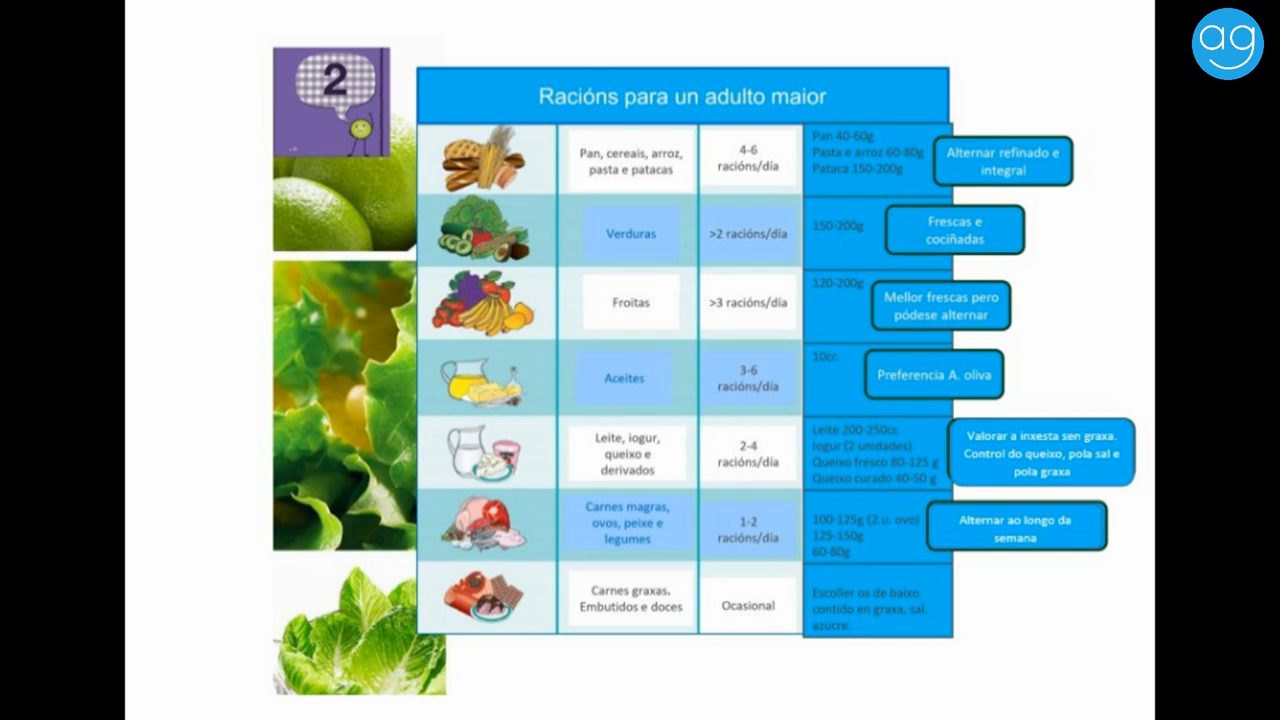 ag
2
Racións para un adulto maior
Pan, cereais, arroz,
pasta e patacas
4-6
racións/día
Pan 40-60g
Pasta e arroz 60-80g
Pataca 150-200g
Alternar refinado e
integral
Verduras
>2 racións/día
150-200g
Frescas e
cociñadas
Froitas
>3 racións/día
120-200g
Mellor frescas pero
pódese alternar
Aceites
3-6
racións/día
10cc
Preferencia A. oliva
Leite, iogur,
queixo e
derivados
2-4
racións/día
Leite 200-250cc
Iogur (2 unidades)
Queixo fresco 80-125 g
Queixo curado 40-50 g
Valorar a inxesta sen graxa.
Control do queixo, pola sal e
pola graxa
Carnes magras,
ovos, peixe e
legumes
1-2
racións/día
100-125g (2 u. ovo)
125-150g
60-80g
Alternar ao longo da
semana
Carnes graxas.
Embutidos e doces
Ocasional
Escoller os de baixo
contido en graxa, sal,
azucre.